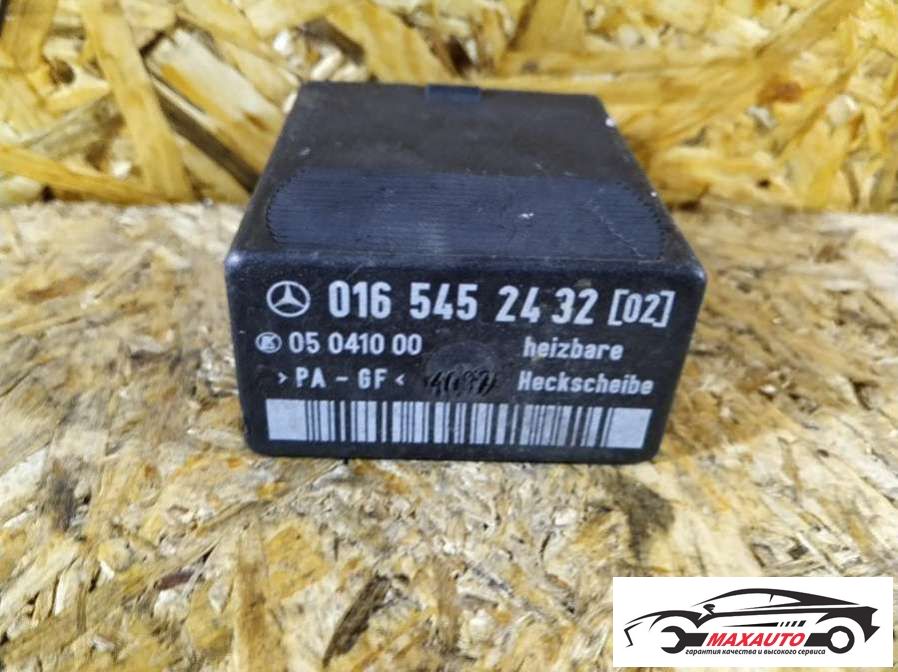 016 545 24 32 [02]
05 0410 00 heizbare
>PA-GF< Heckscheibe
MAXAUTO
гарантия качества и высокого сервиса